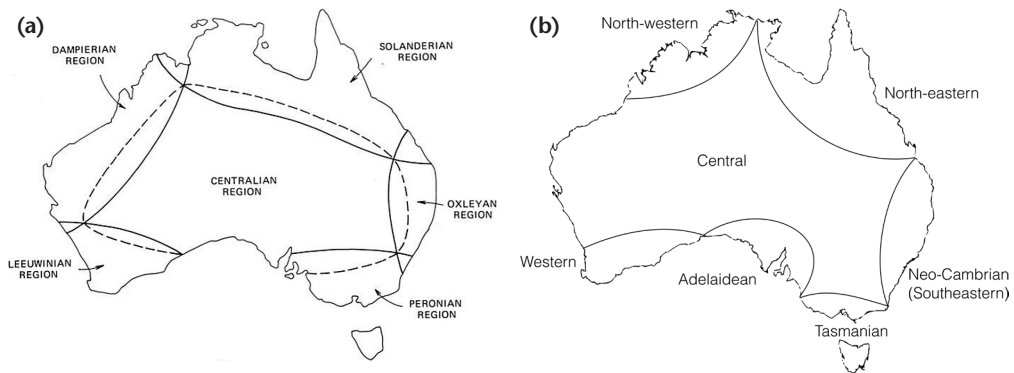 (a)
DAMPIERIAN
REGION
SOLANDERIAN
REGION
CENTRALIAN
REGION
OXLEYAN
REGION
LEEUWINIAN
REGION
PERONIAN
REGION
(b)
North-western
North-eastern
Central
Western
Adelaidean
Neo-Cambrian
(Southeastern)
Tasmanian